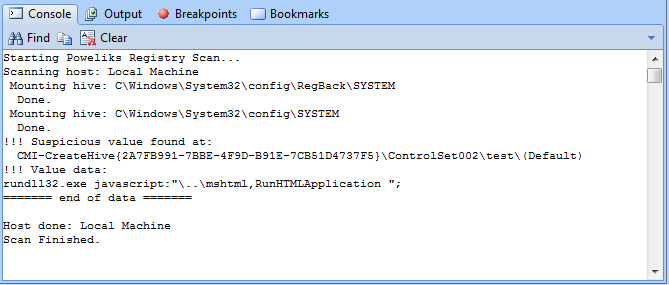 Console Output Breakpoints Bookmarks
Find Clear
Starting Poweliks Registry Scan...
Scanning host: Local Machine
Mounting hive: C\Windows\System32\config\RegBack\SYSTEM
Done.
Mounting hive: C\Windows\System32\config\SYSTEM
Done.
!!! Suspicious value found at:
CMI-CreateHive{2A7FB991-7BBE-4F9D-B91E-7CB51D4737F5}\ControlSet002\test\(Default)
!!! Value data:
rundll32.exe javascript:"\..\mshtml,RunHTMLApplication ";
======= end of data =======
Host done: Local Machine
Scan Finished.